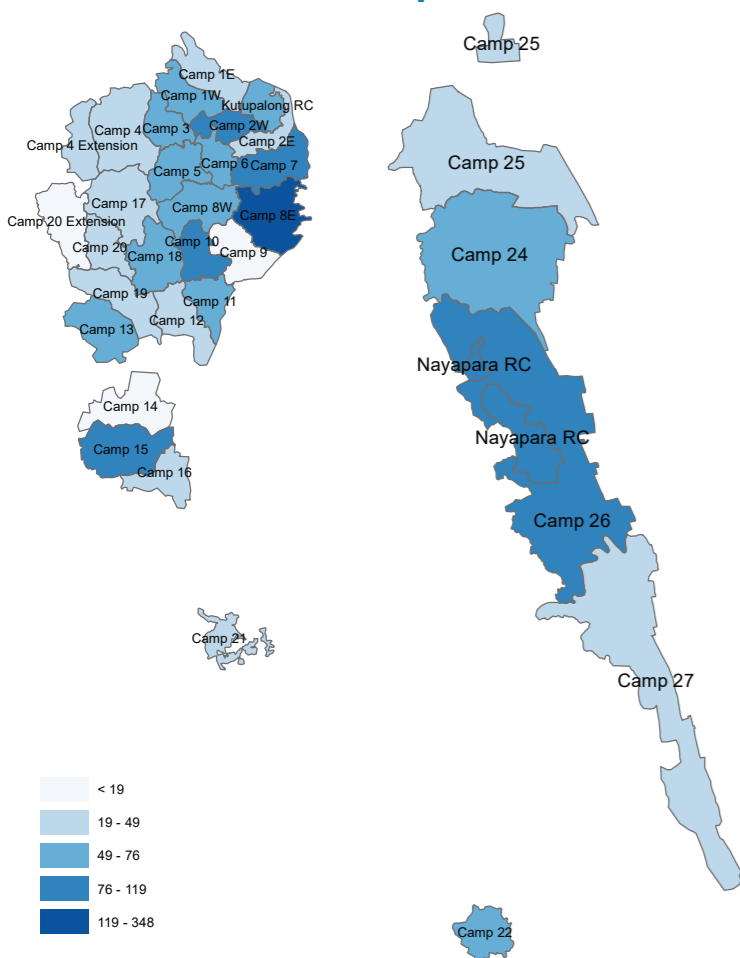 Camp 25
Camp 1E
Camp 1W
Kutupalong RC
Camp 3
Camp 2W
Camp 4
Camp 4 Extension
Camp 2E
Camp 6
Camp 7
Camp 5
Camp 25
Camp 17
Camp 8W
Camp 8E
Camp 20 Extension
Camp 20
Camp 10
Camp 9
Camp 18
Camp 24
Camp 19
Camp 11
Camp 12
Camp 13
Nayapara RC
Camp 14
Nayapara RC
Camp 15
Camp 16
Camp 26
Camp 21
Camp 27
< 19
19 - 49
49 - 76
76 - 119
119 - 348
Camp 22